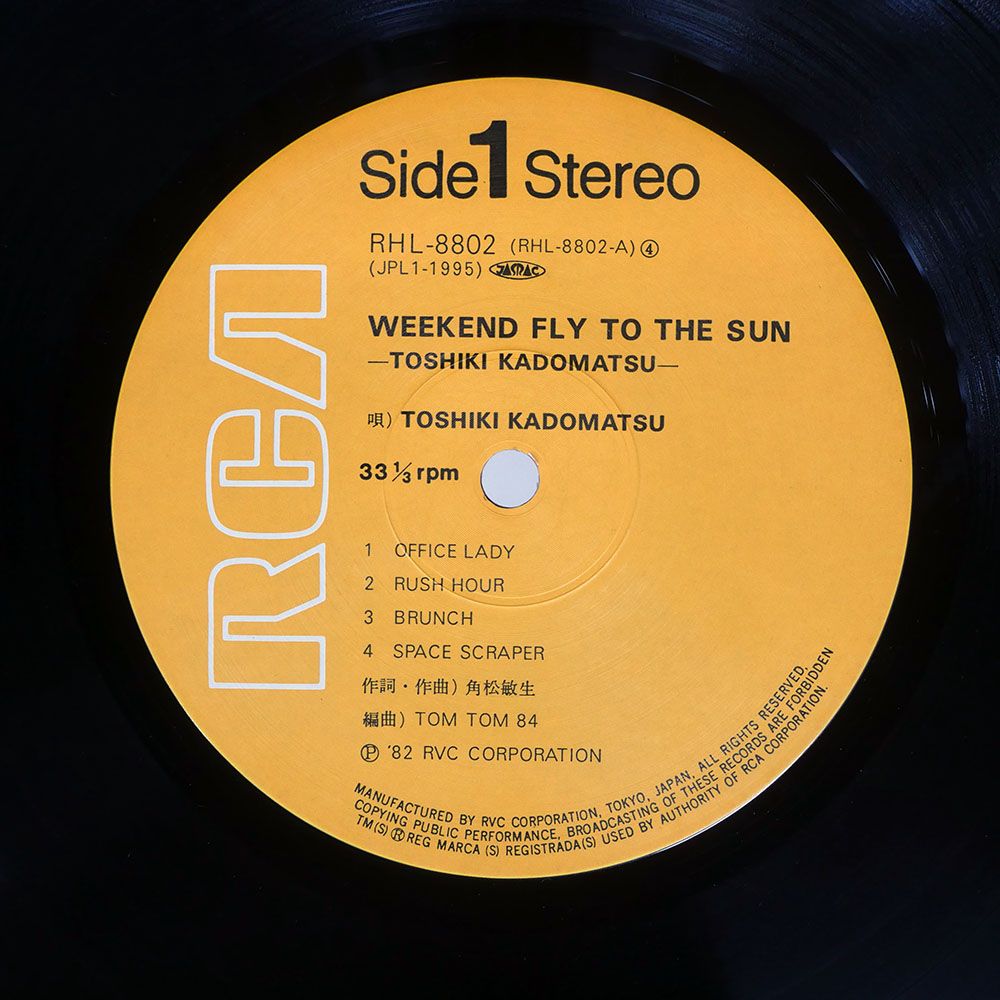 Side 1 Stereo
RHL-8802 (RHL-8802-A) ④
(JPL1-1995) JASRAC
WEEKEND FLY TO THE SUN
—TOSHIKI KADOMATSU—
唄) TOSHIKI KADOMATSU
33 1/3 rpm
RCA
1 OFFICE LADY
2 RUSH HOUR
3 BRUNCH
4 SPACE SCRAPER
作詞・作曲) 角松敏生
編曲) TOM TOM 84
Ⓟ '82 RVC CORPORATION
MANUFACTURED BY RVC CORPORATION, TOKYO, JAPAN, ALL RIGHTS RESERVED,
COPYING PUBLIC PERFORMANCE, BROADCASTING OF THESE RECORDS ARE FORBIDDEN
TM(S) ® REG MARCA (S) REGISTRADA(S) USED BY AUTHORITY OF RCA CORPORATION.